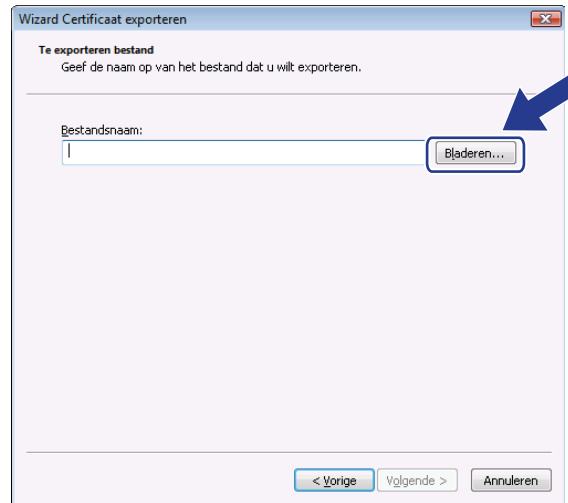 Wizard Certificaat exporteren
Te exporteren bestand
Geef de naam op van het bestand dat u wilt exporteren.
Bestandsnaam:
Bladeren...
< Vorige
Volgende >
Annuleren